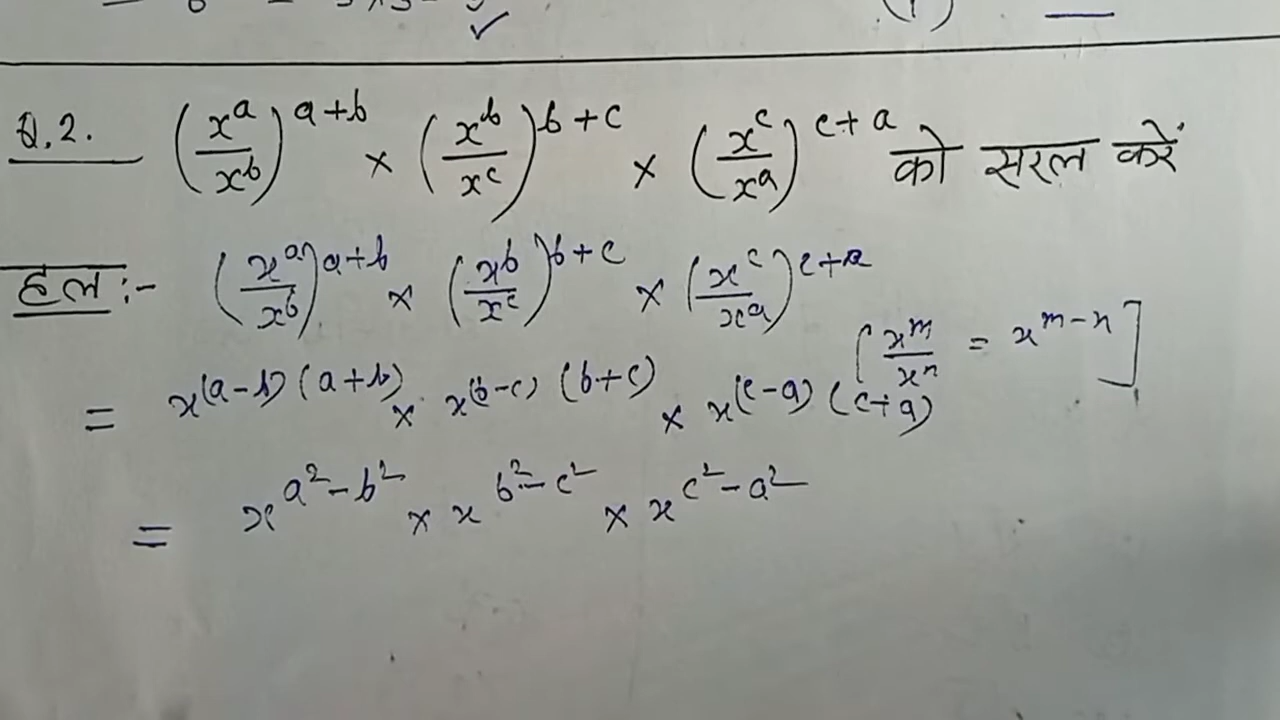 Q.2. (x^a/x^b)^a+b × (x^b/x^c)^b+c × (x^c/x^a)^c+a को सरल करें
हल :- (x^a/x^b)^a+b × (x^b/x^c)^b+c × (x^c/x^a)^c+a
[x^m/x^n = x^m-n]
= x^(a-b)(a+b) × x^(b-c)(b+c) × x^(c-a)(c+a)
= x^a²-b² × x^b²-c² × x^c²-a²